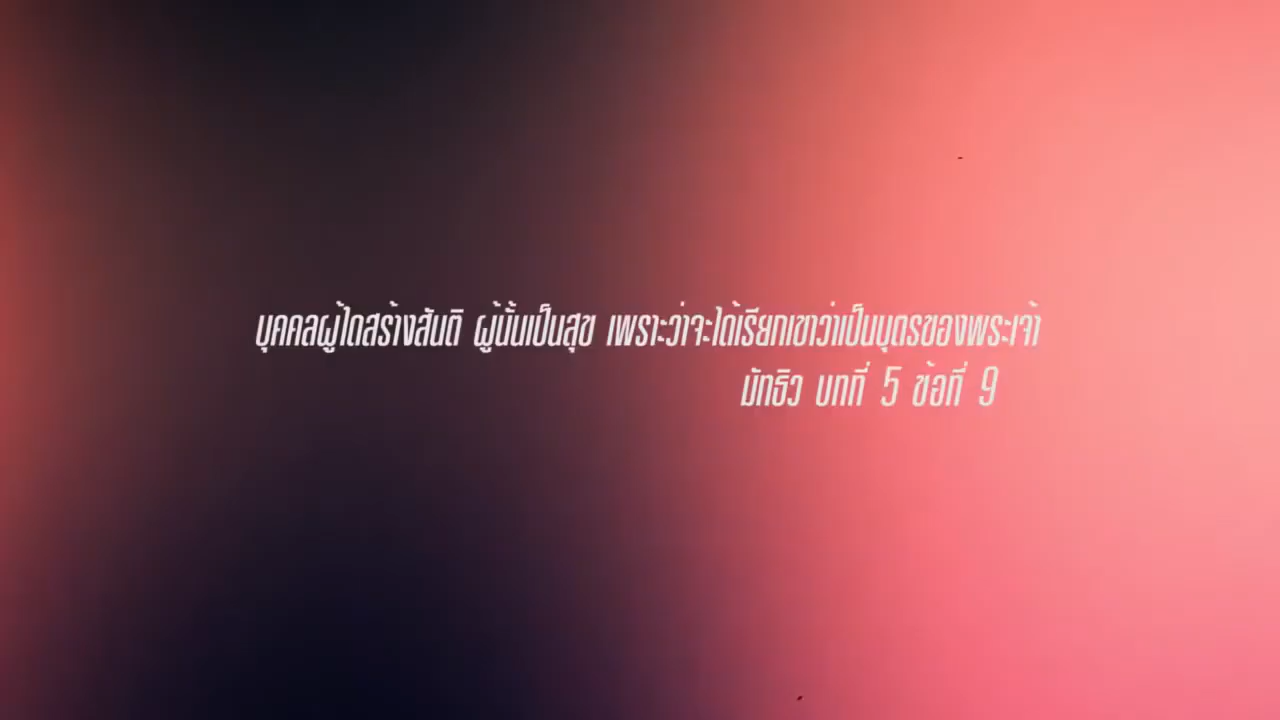 บุคคลผู้ใดสร้างสันติ ผู้นั้นเป็นสุข เพราะว่าจะได้เรียกเขาว่าเป็นบุตรของพระเจ้า
มัทธิว บทที่ 5 ข้อที่ 9